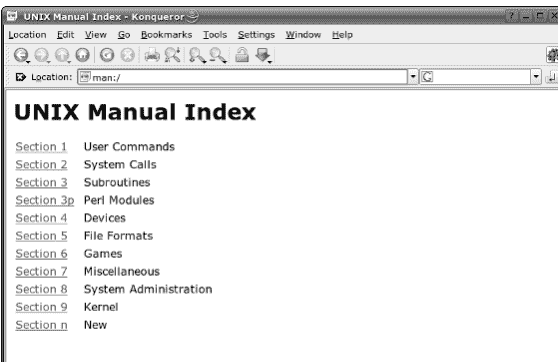 UNIX Manual Index - Konqueror
Location Edit View Go Bookmarks Tools Settings Window Help
Location: man:/
UNIX Manual Index
Section 1 User Commands
Section 2 System Calls
Section 3 Subroutines
Section 3p Perl Modules
Section 4 Devices
Section 5 File Formats
Section 6 Games
Section 7 Miscellaneous
Section 8 System Administration
Section 9 Kernel
Section n New